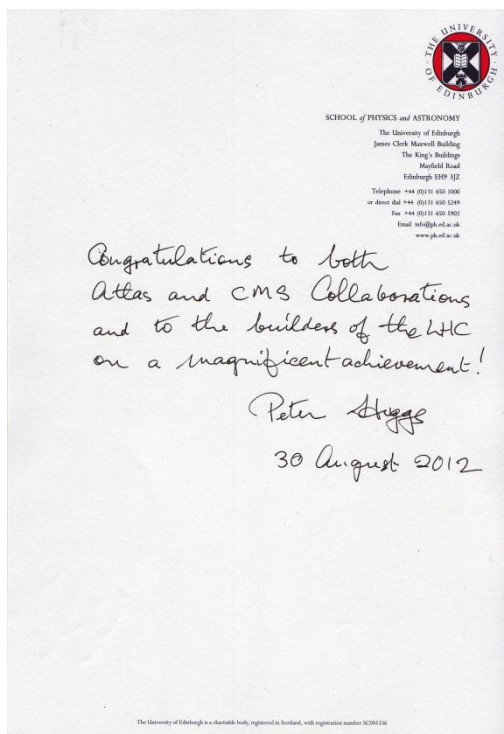 THE UNIVERSITY
OF EDINBURGH
SCHOOL of PHYSICS and ASTRONOMY
The University of Edinburgh
James Clerk Maxwell Building
The King's Buildings
Mayfield Road
Edinburgh EH9 3JZ
Telephone +44 (0)131 650 1000
or direct dial +44 (0)131 650 5249
Fax +44 (0)131 650 5902
Email info@ph.ed.ac.uk
www.ph.ed.ac.uk
Congratulations to both
Atlas and CMS Collaborations
and to the builders of the LHC
on a magnificent achievement!
Peter Higgs
30 August 2012
The University of Edinburgh is a charitable body, registered in Scotland, with registration number SC005336